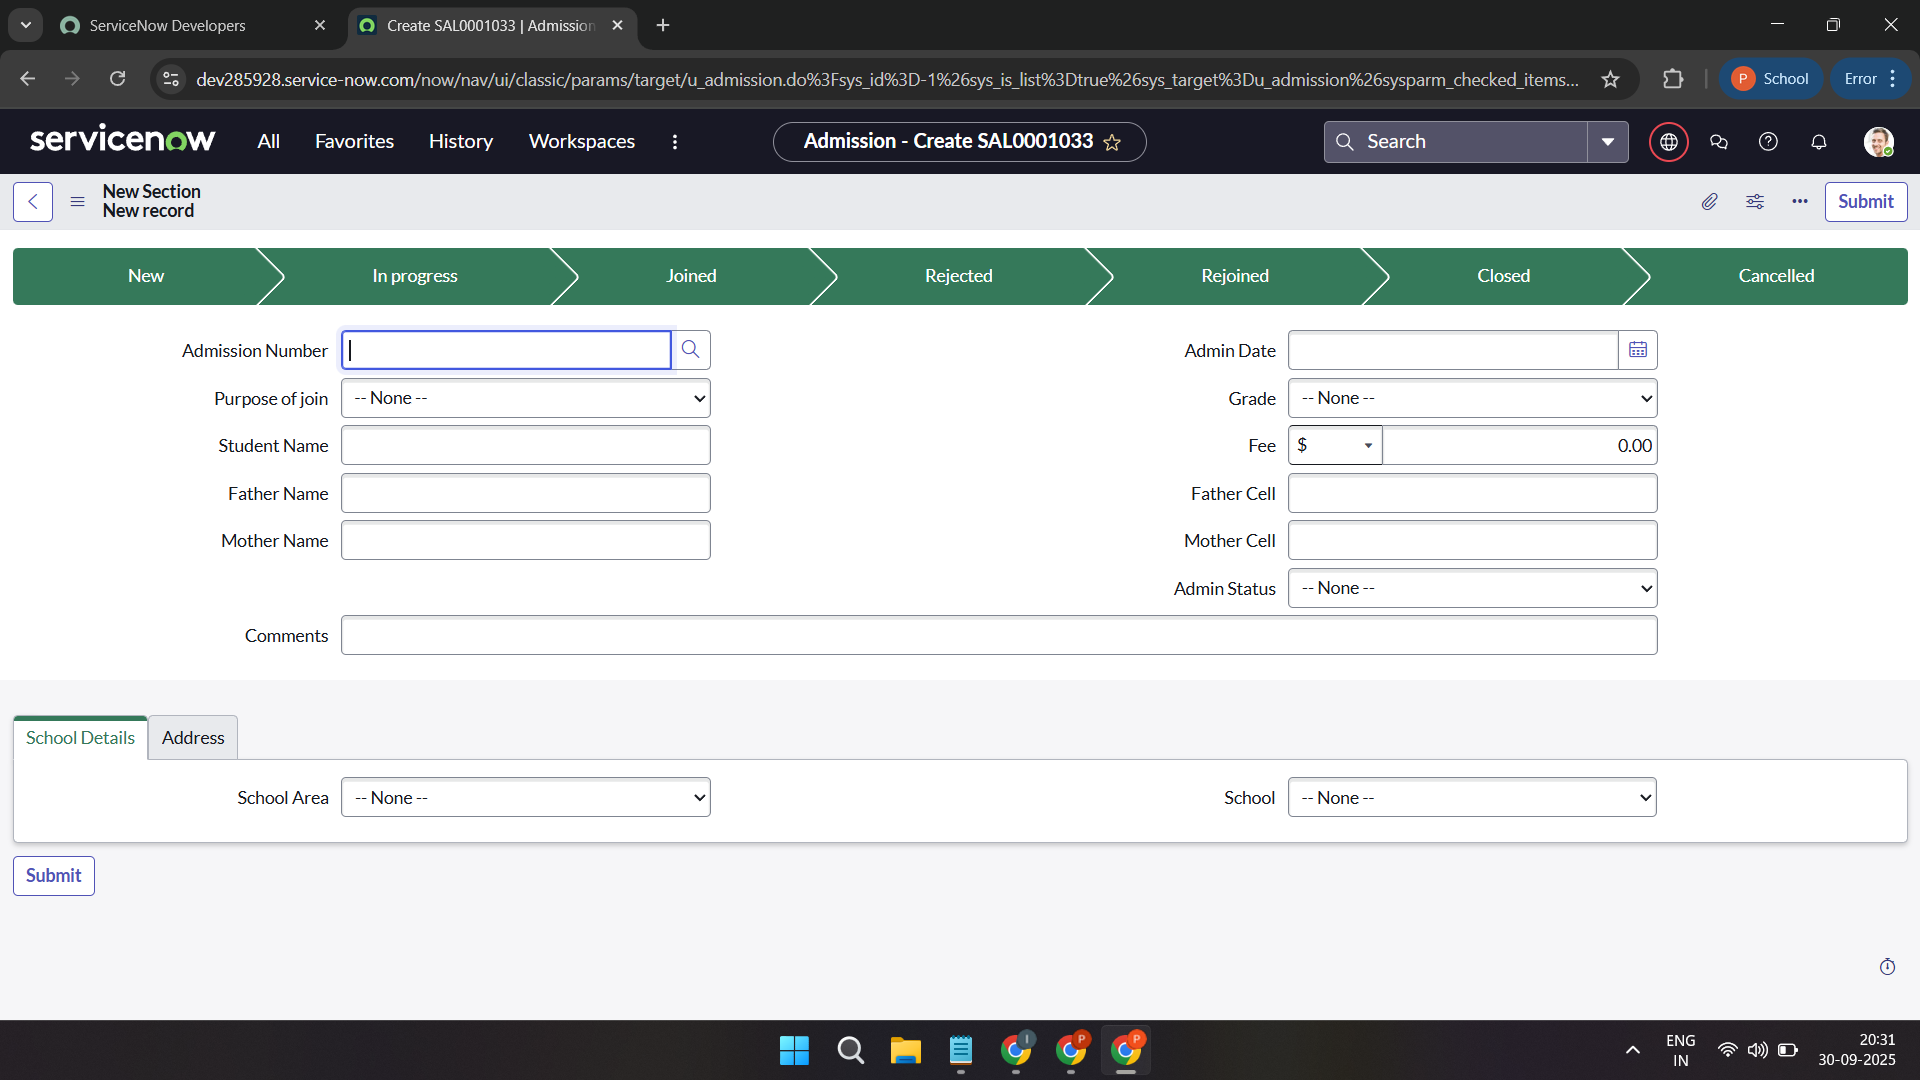 ServiceNow Developers
Create SAL0001033 | Admission
dev285928.service-now.com/now/nav/ui/classic/params/target/u_admission.do%3Fsys_id%3D-1%26sys_is_list%3Dtrue%26sys_target%3Du_admission%26sysparm_checked_items...
P School
Error
servicenow
All
Favorites
History
Workspaces
Admission - Create SAL0001033
Search
New Section
New record
Submit
New
In progress
Joined
Rejected
Rejoined
Closed
Cancelled
Admission Number
Admin Date
Purpose of join -- None --
Grade -- None --
Student Name
Fee $ 0.00
Father Name
Father Cell
Mother Name
Mother Cell
Admin Status -- None --
Comments
School Details
Address
School Area -- None --
School -- None --
Submit
I
P
P
ENG
IN
20:31
30-09-2025